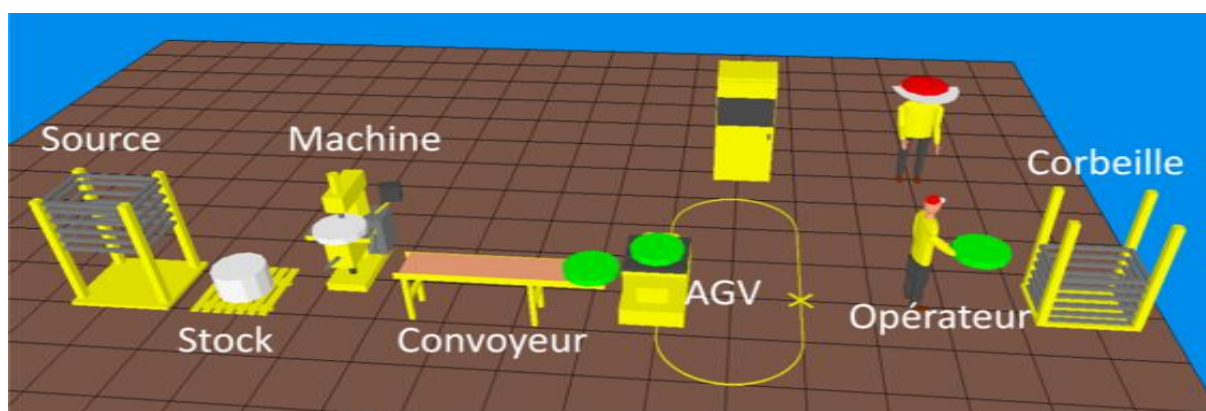 Source
Machine
Corbeille
Stock
Convoyeur
AGV
Opérateur